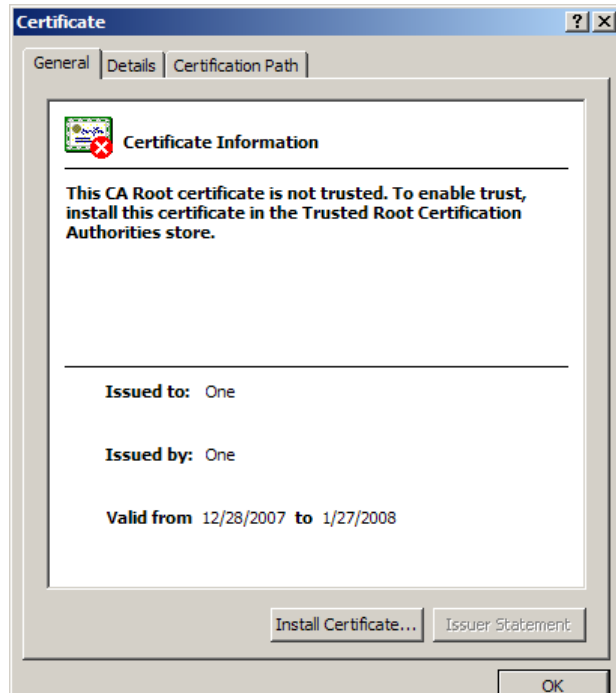 Certificate
General Details Certification Path
Certificate Information
This CA Root certificate is not trusted. To enable trust,
install this certificate in the Trusted Root Certification
Authorities store.
Issued to: One
Issued by: One
Valid from 12/28/2007 to 1/27/2008
Install Certificate... Issuer Statement
OK